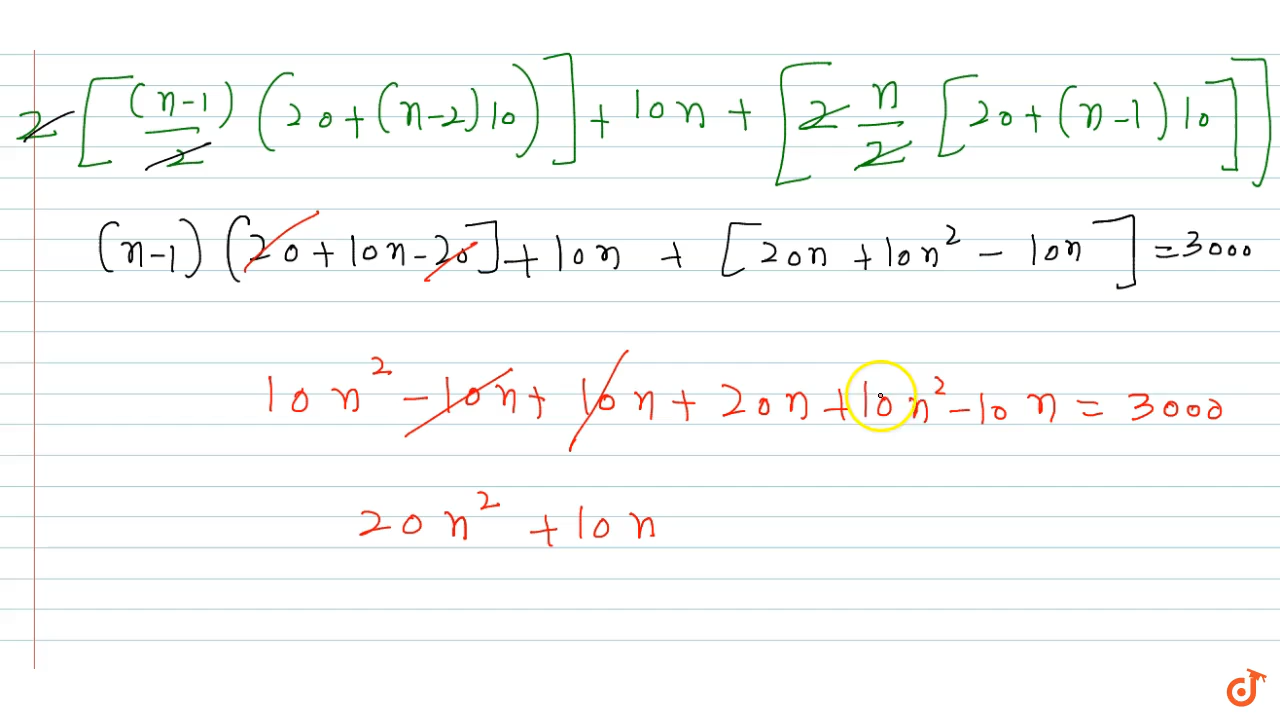 2[(n-1)/2 (20+(n-2)10)]+10n+[2 n/2 [20+(n-1)10]]
(n-1)(20+10n-20]+10n + [20n+10n²-10n]=3000
10n²-10n+10n+20n+10n²-10n=3000
20n²+10n